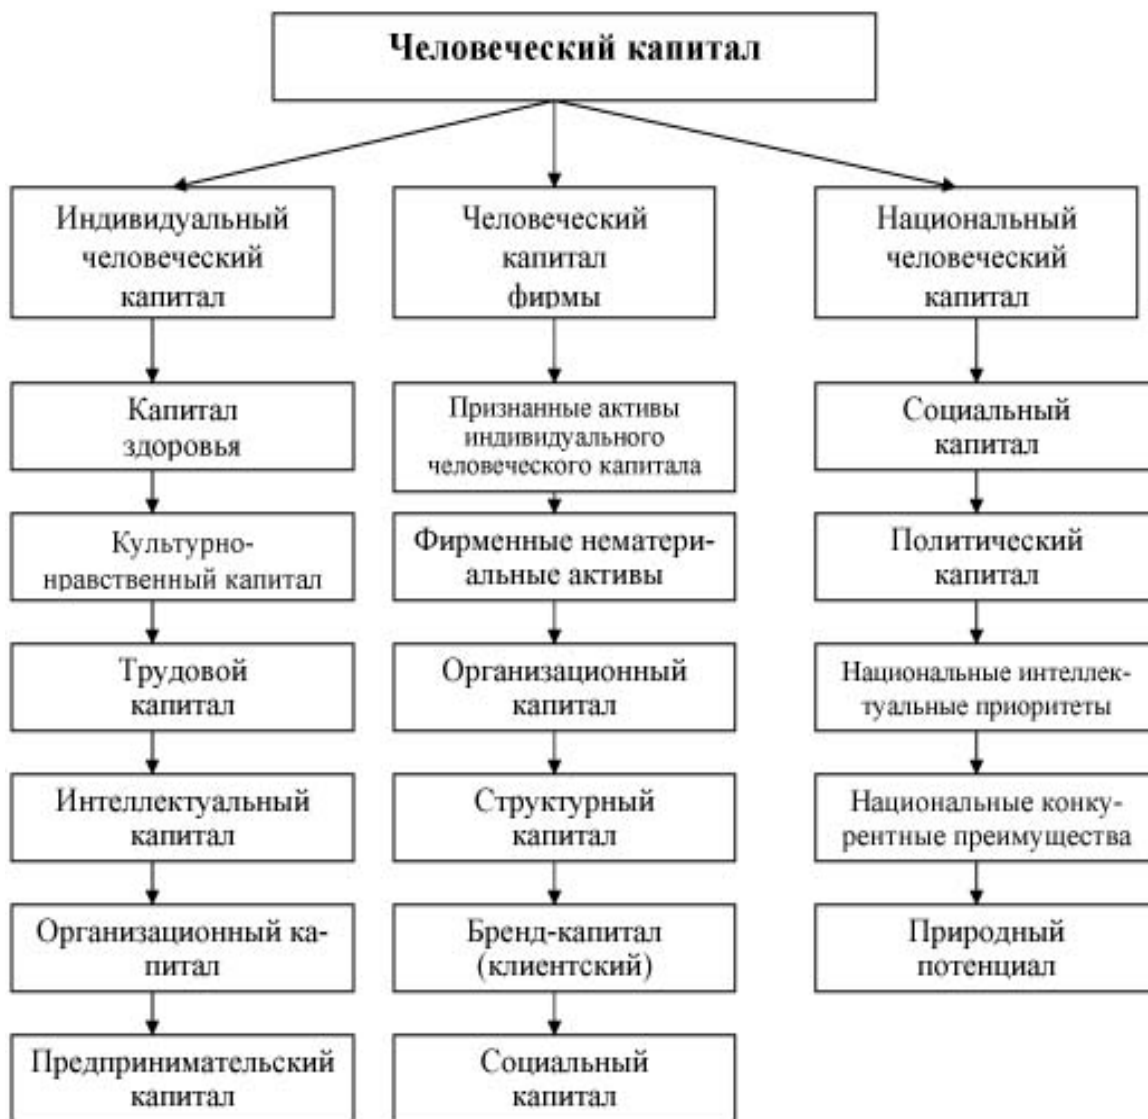 Человеческий капитал
Индивидуальный
человеческий
капитал
Человеческий
капитал
фирмы
Национальный
человеческий
капитал
Капитал
здоровья
Признанные активы
индивидуального
человеческого капитала
Социальный
капитал
Культурно-
нравственный капитал
Фирменные нематери-
альные активы
Политический
капитал
Трудовой
капитал
Организационный
капитал
Национальные интеллек-
туальные приоритеты
Интеллектуальный
капитал
Структурный
капитал
Национальные конку-
рентные преимущества
Организационный ка-
питал
Бренд-капитал
(клиентский)
Природный
потенциал
Предпринимательский
капитал
Социальный
капитал